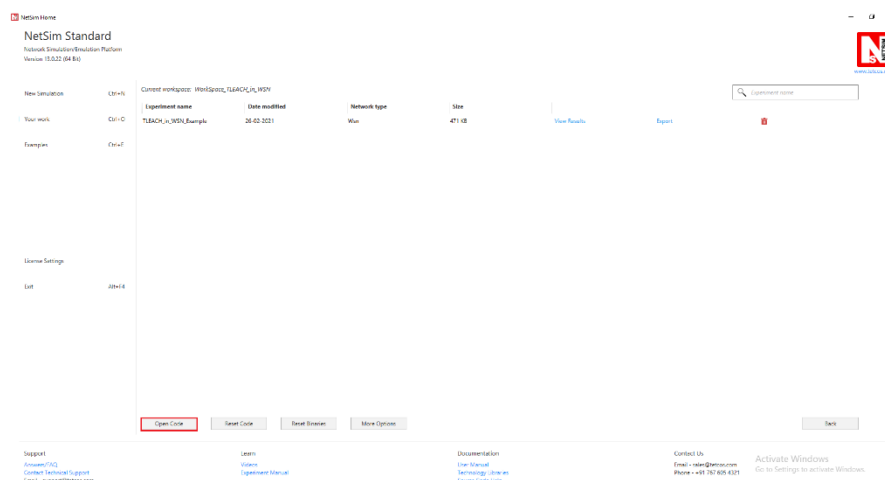 NetSim Home
NetSim Standard
Network Simulation/Emulation Platform
Version 13.0.22 (64 Bit)
New Simulation Ctrl+N
Your work Ctrl+O
Examples Ctrl+E
License Settings
Exit Alt+F4
Current workspace: WorkSpace_TLEACH_in_WSN
Experiment name
Experiment name Date modified Network type Size
TLEACH_in_WSN_Example 26-02-2021 Wsn 471 KB View Results Export
Open Code Reset Code Reset Binaries More Options Back
Support Learn Documentation Contact Us
Answers/FAQ Videos User Manual Email - sales@tetcos.com
Contact Technical Support Experiment Manual Technology Libraries Phone - +91 767 605 4321
Source Code Help
Activate Windows
Go to Settings to activate Windows.